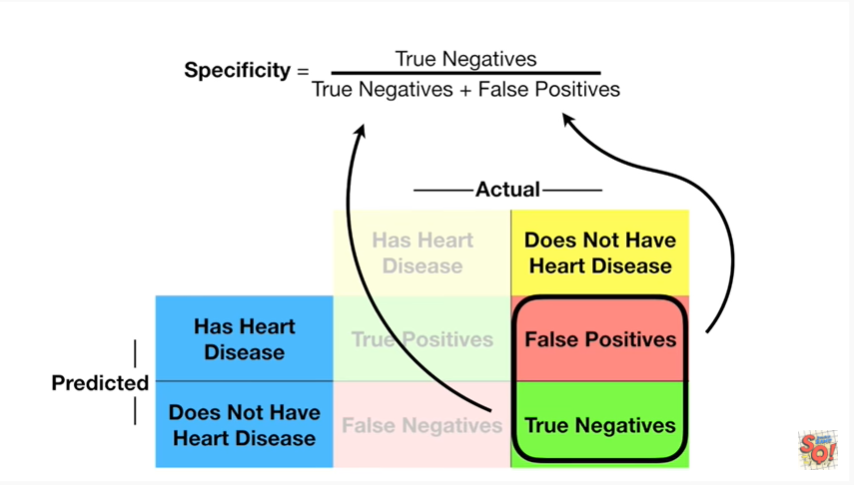 True Negatives
Specificity =
True Negatives + False Positives
Actual
Has Heart
Disease
Does Not Have
Heart Disease
Has Heart
Disease
True Positives
False Positives
Predicted
Does Not Have
Heart Disease
False Negatives
True Negatives